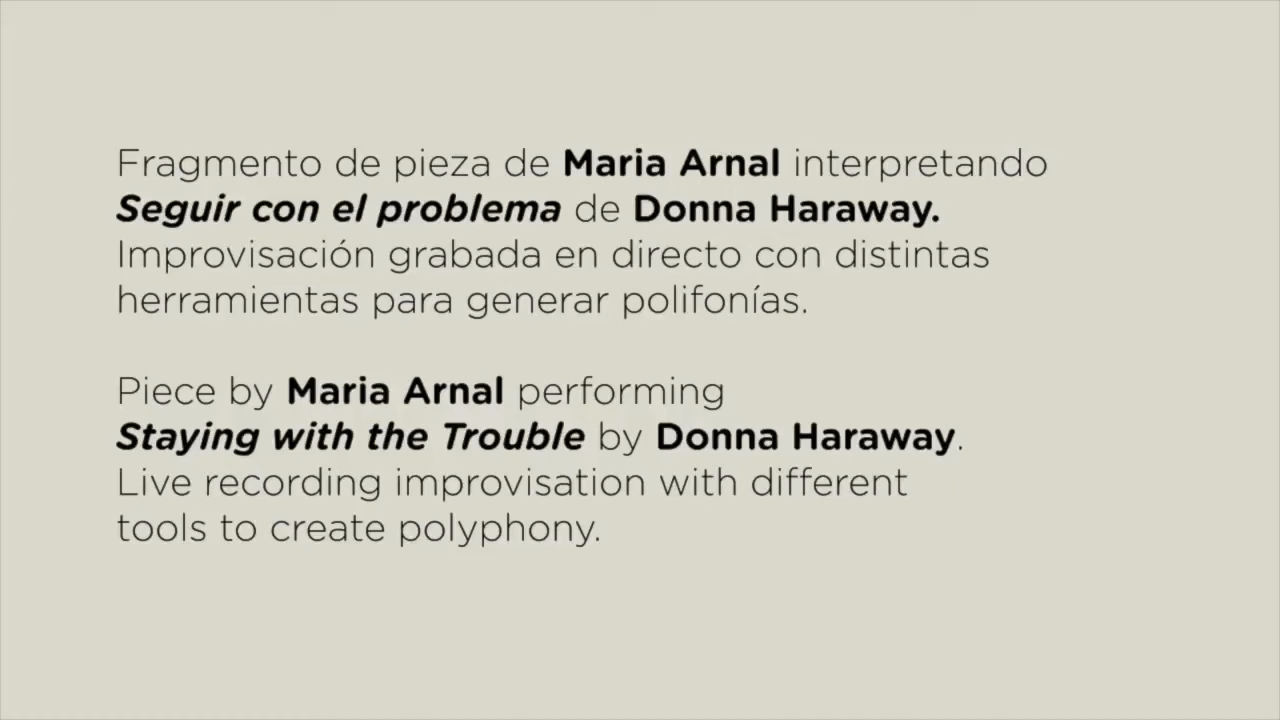 Fragmento de pieza de Maria Arnal interpretando
Seguir con el problema de Donna Haraway.
Improvisación grabada en directo con distintas
herramientas para generar polifonías.
Piece by Maria Arnal performing
Staying with the Trouble by Donna Haraway.
Live recording improvisation with different
tools to create polyphony.